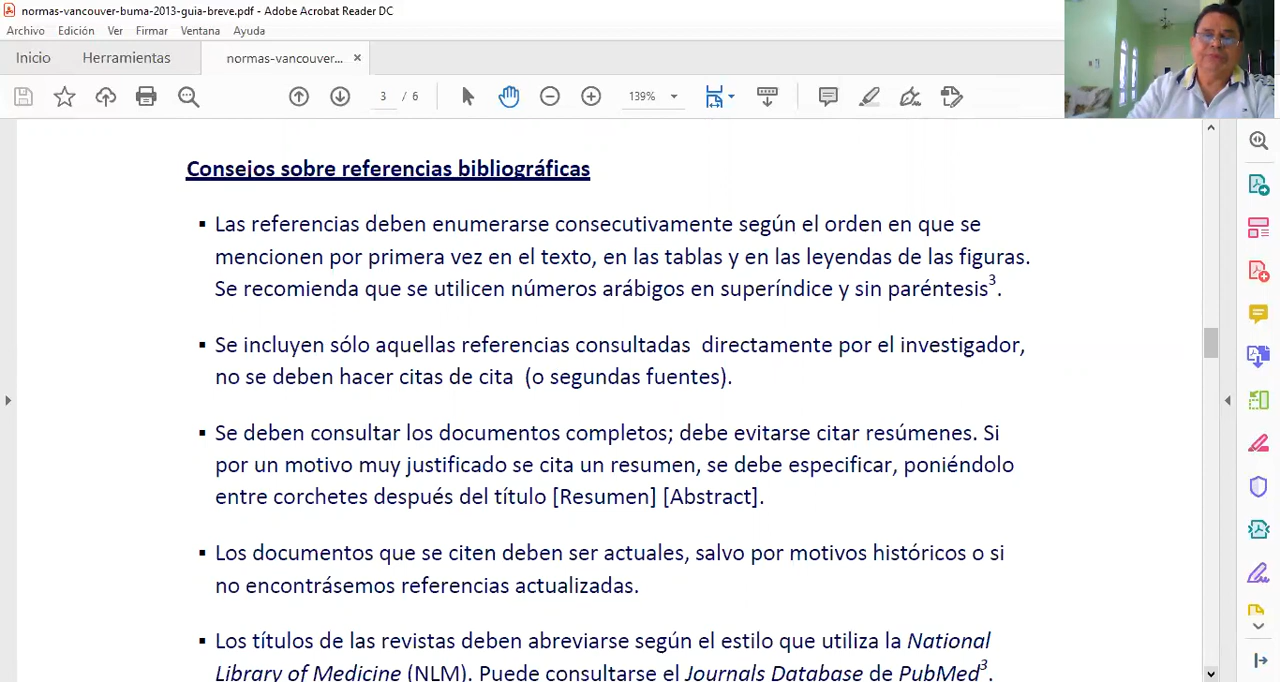 normas-vancouver-buma-2013-guia-breve.pdf - Adobe Acrobat Reader DC
Archivo Edición Ver Firmar Ventana Ayuda
Inicio Herramientas normas-vancouver... ×
3 / 6 139%
Consejos sobre referencias bibliográficas
▪ Las referencias deben enumerarse consecutivamente según el orden en que se
mencionen por primera vez en el texto, en las tablas y en las leyendas de las figuras.
Se recomienda que se utilicen números arábigos en superíndice y sin paréntesis³.
▪ Se incluyen sólo aquellas referencias consultadas directamente por el investigador,
no se deben hacer citas de cita (o segundas fuentes).
▪ Se deben consultar los documentos completos; debe evitarse citar resúmenes. Si
por un motivo muy justificado se cita un resumen, se debe especificar, poniéndolo
entre corchetes después del título [Resumen] [Abstract].
▪ Los documentos que se citen deben ser actuales, salvo por motivos históricos o si
no encontrásemos referencias actualizadas.
▪ Los títulos de las revistas deben abreviarse según el estilo que utiliza la National
Library of Medicine (NLM). Puede consultarse el Journals Database de PubMed³.